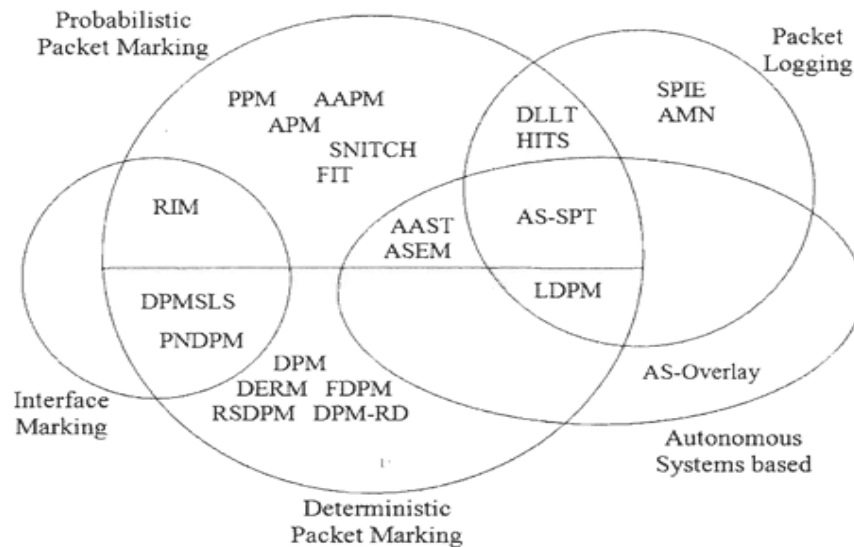 Probabilistic
Packet Marking
Packet
Logging
PPM AAPM
APM
SNITCH
FIT
DLLT
HITS
SPIE
AMN
RIM
AAST
ASEM
AS-SPT
DPMSLS
PNDPM
LDPM
DPM
DERM FDPM
RSDPM DPM-RD
AS-Overlay
Interface
Marking
Autonomous
Systems based
Deterministic
Packet Marking